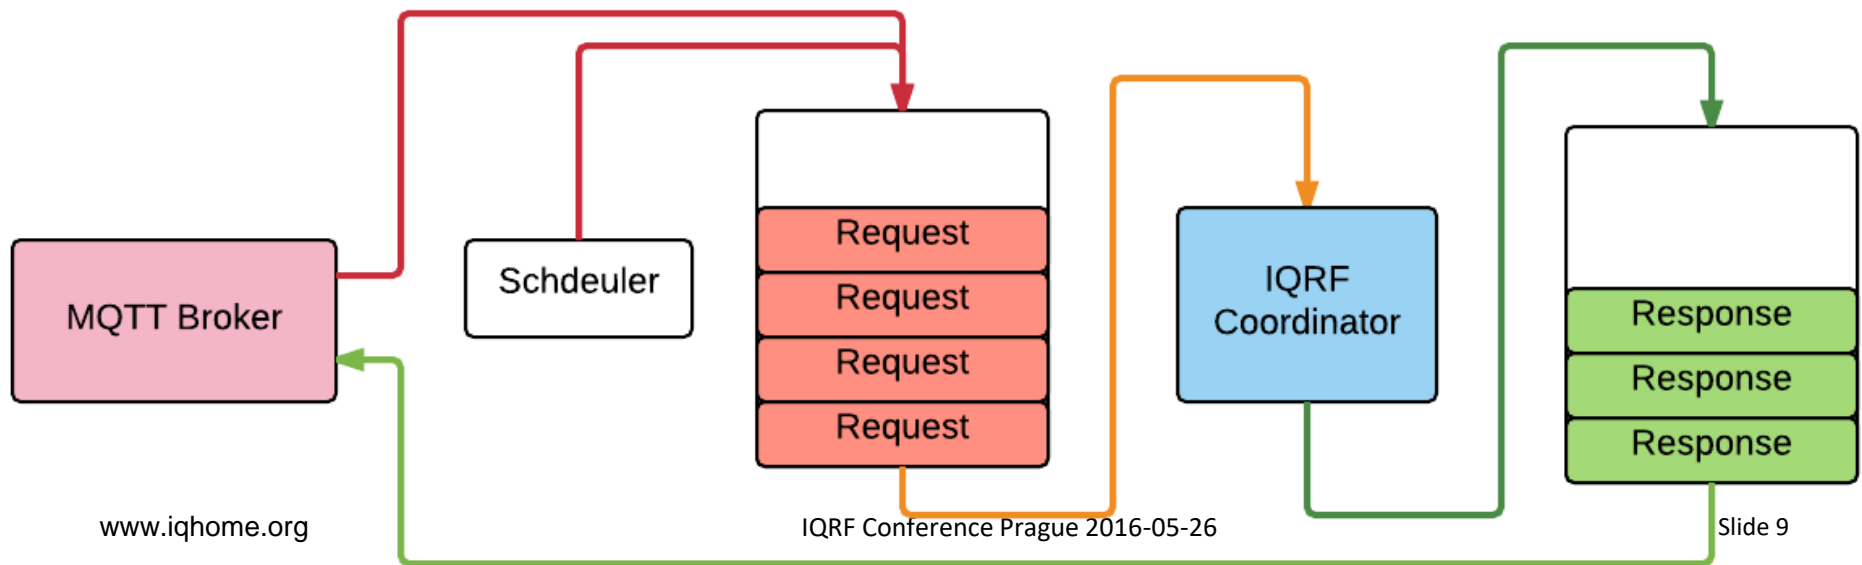 MQTT Broker
Schdeuler
Request
Request
Request
Request
IQRF
Coordinator
Response
Response
Response
www.iqhome.org
IQRF Conference Prague 2016-05-26
Slide 9